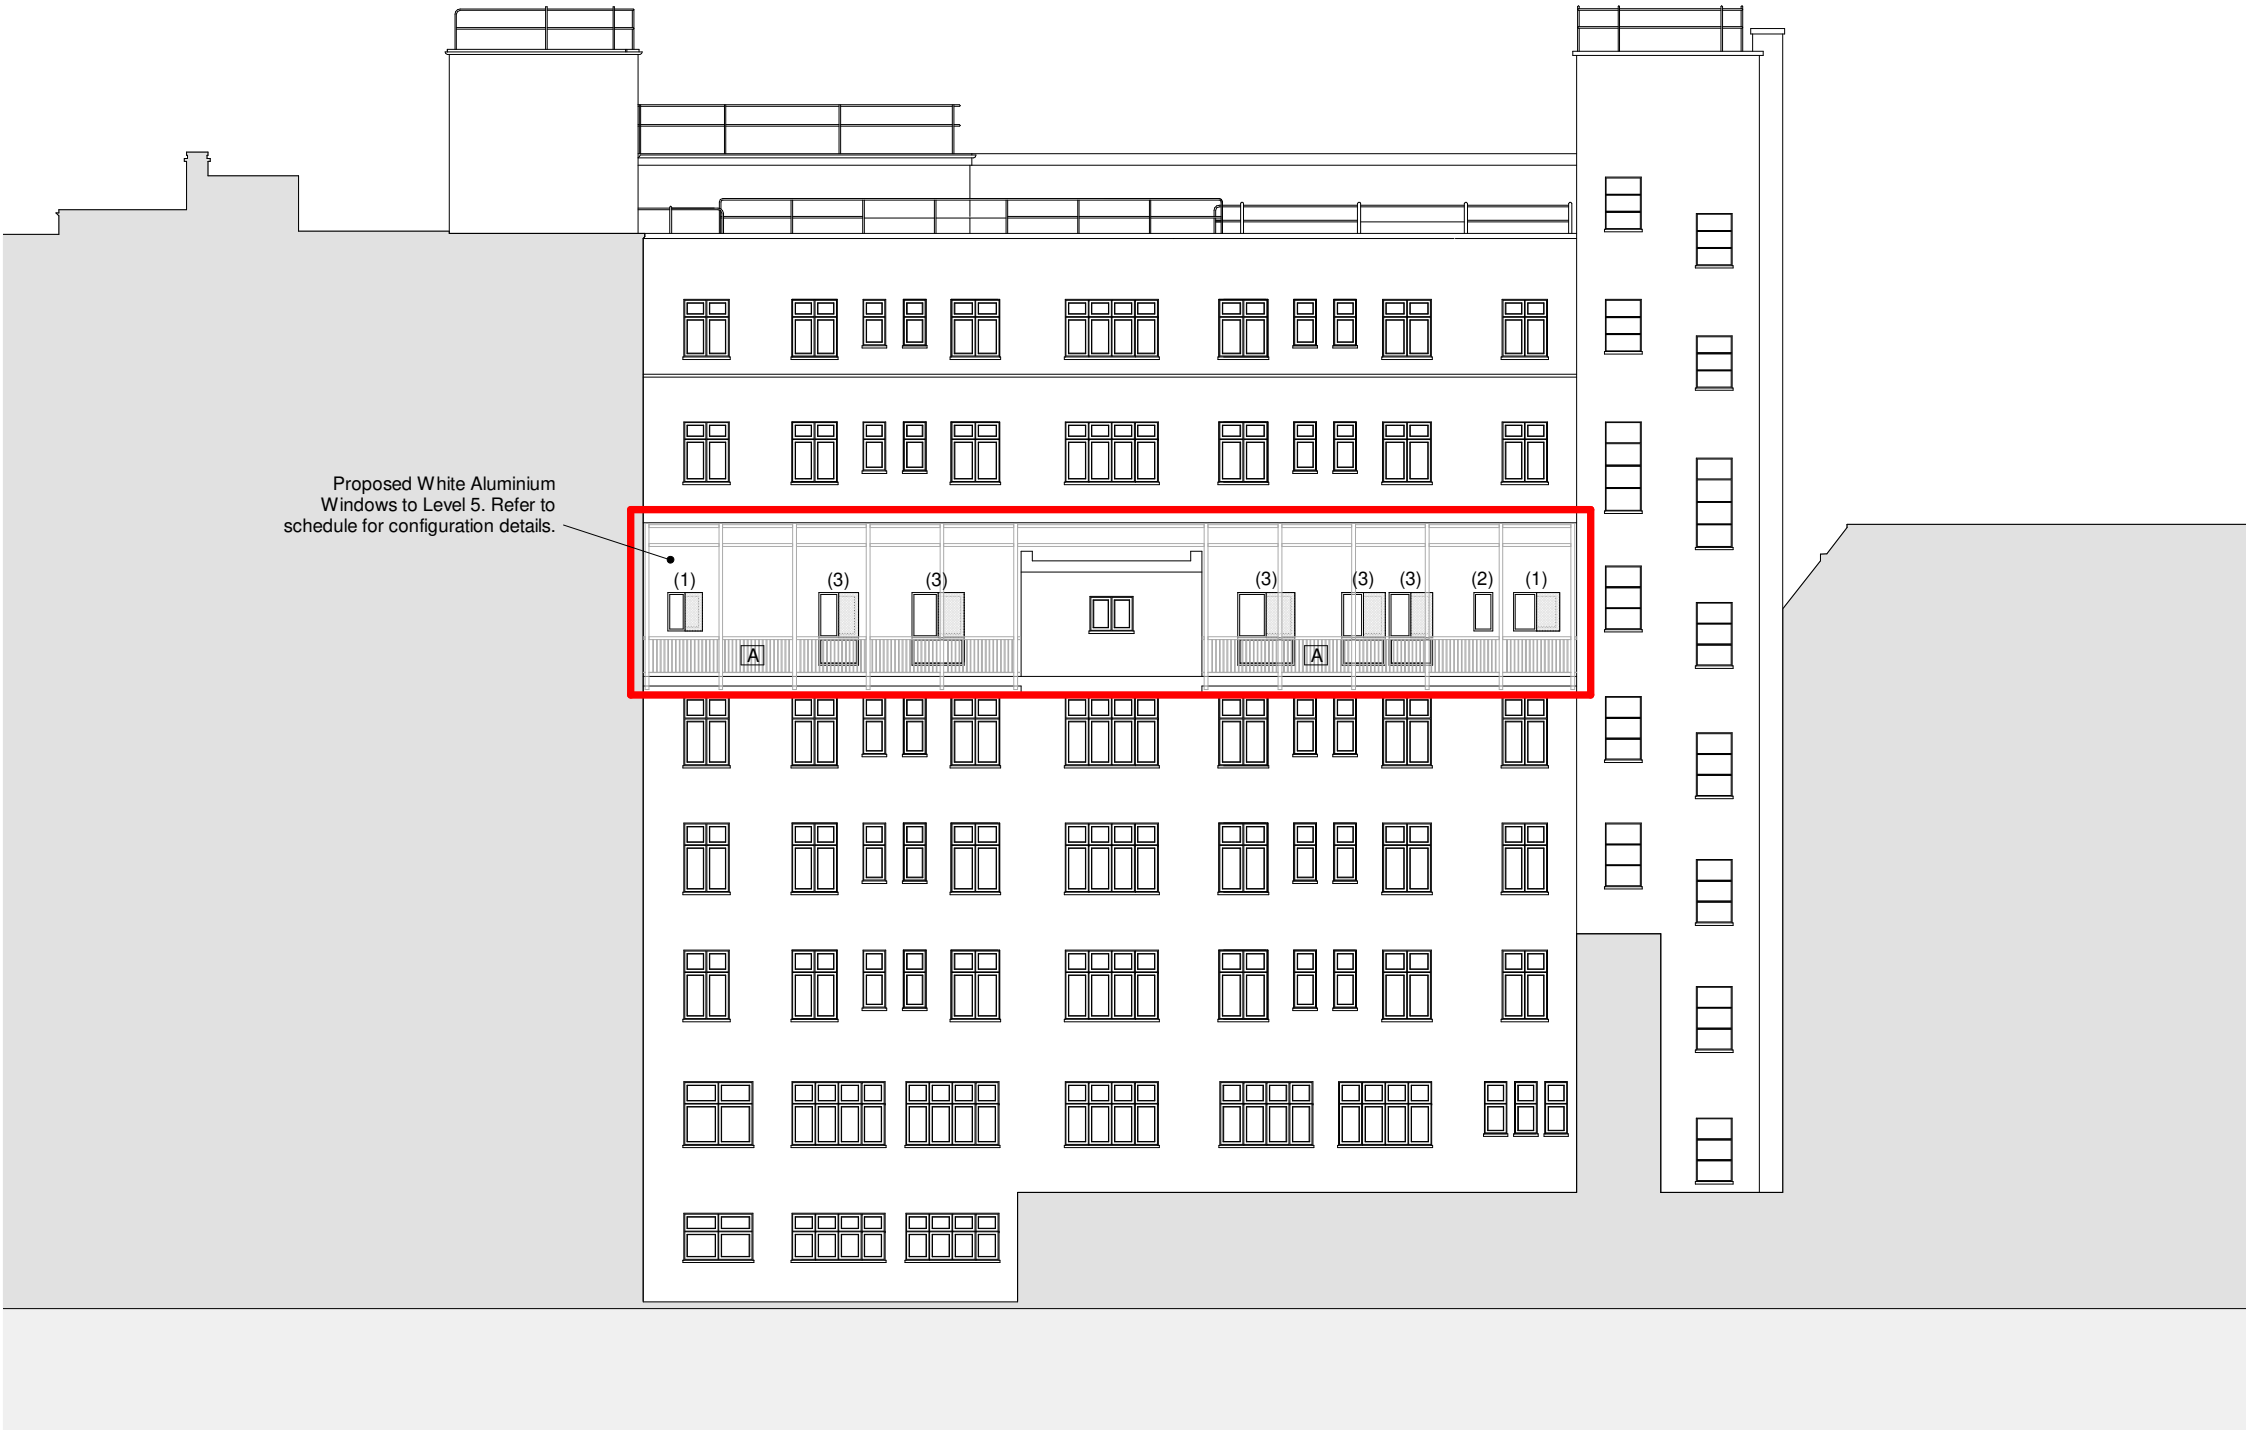 Proposed White Aluminium
Windows to Level 5. Refer to
schedule for configuration details.
(1) (3) (3) (3) (3) (3) (2) (1)
A A